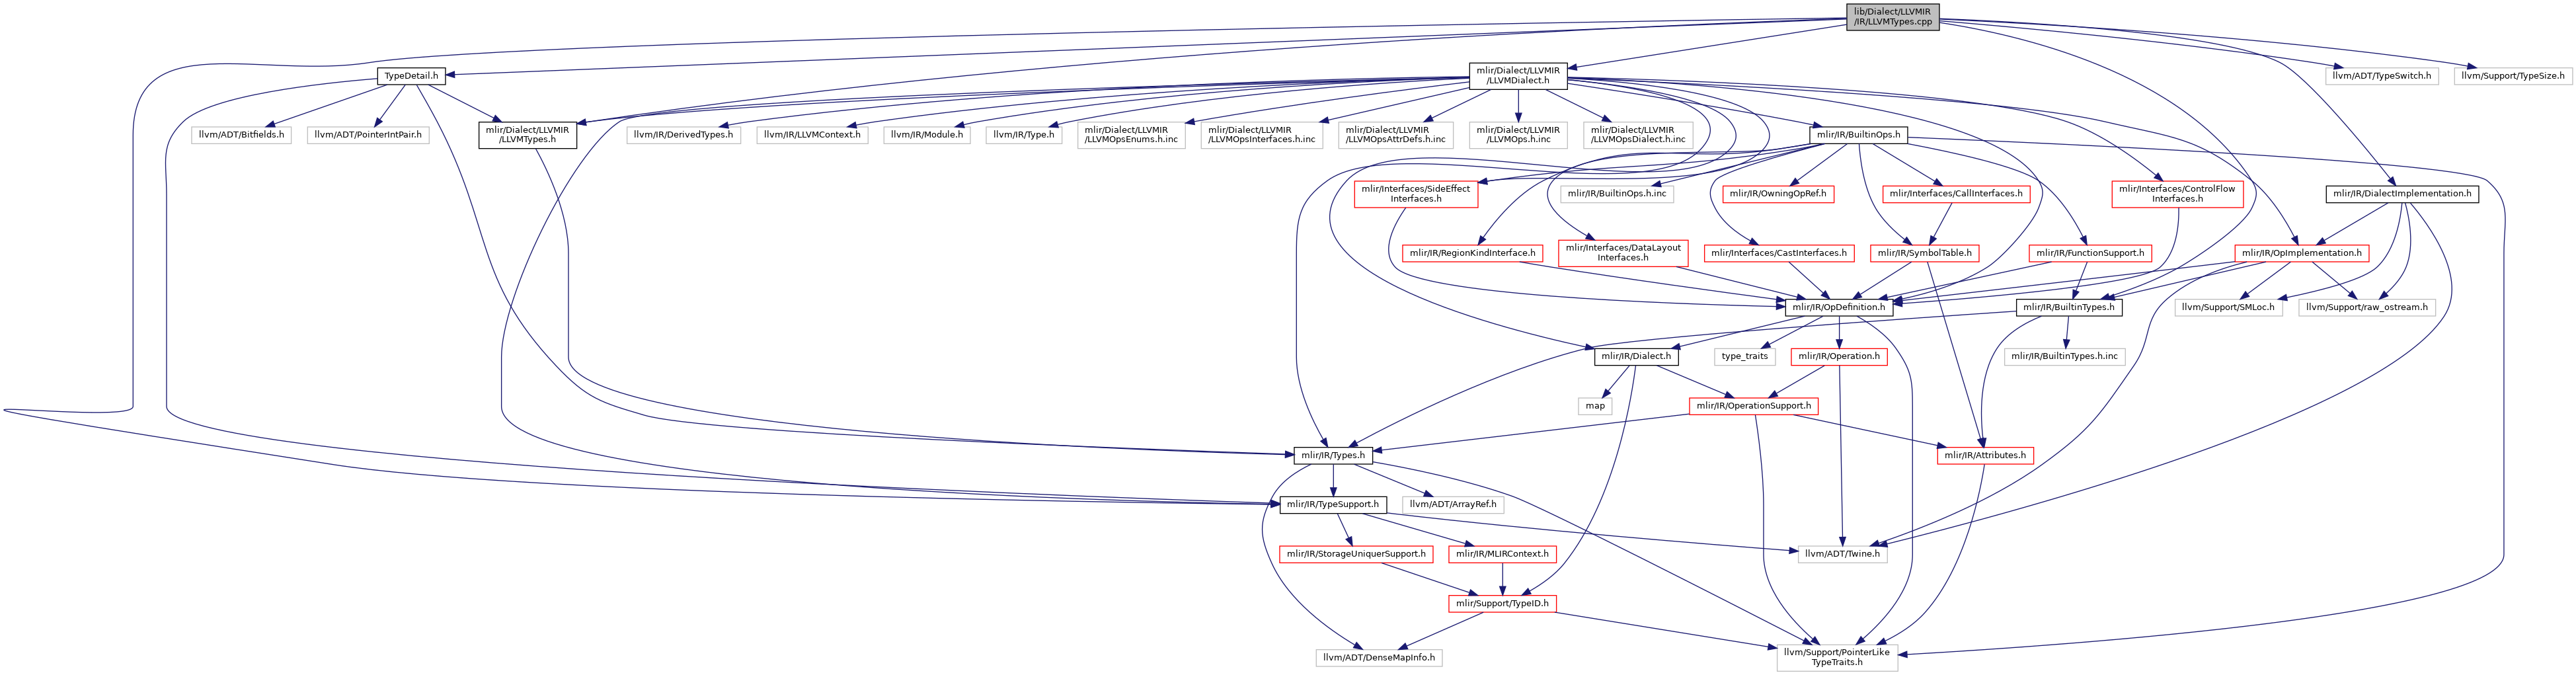 lib/Dialect/LLVMIR
/IR/LLVMTypes.cpp
TypeDetail.h
mlir/Dialect/LLVMIR
/LLVMDialect.h
llvm/ADT/TypeSwitch.h
llvm/Support/TypeSize.h
llvm/ADT/Bitfields.h
llvm/ADT/PointerIntPair.h
mlir/Dialect/LLVMIR
/LLVMTypes.h
llvm/IR/DerivedTypes.h
llvm/IR/LLVMContext.h
llvm/IR/Module.h
llvm/IR/Type.h
mlir/Dialect/LLVMIR
/LLVMOpsEnums.h.inc
mlir/Dialect/LLVMIR
/LLVMOpsInterfaces.h.inc
mlir/Dialect/LLVMIR
/LLVMOpsAttrDefs.h.inc
mlir/Dialect/LLVMIR
/LLVMOps.h.inc
mlir/Dialect/LLVMIR
/LLVMOpsDialect.h.inc
mlir/IR/BuiltinOps.h
mlir/Interfaces/SideEffect
Interfaces.h
mlir/IR/BuiltinOps.h.inc
mlir/IR/OwningOpRef.h
mlir/Interfaces/CallInterfaces.h
mlir/Interfaces/ControlFlow
Interfaces.h
mlir/IR/DialectImplementation.h
mlir/IR/RegionKindInterface.h
mlir/Interfaces/DataLayout
Interfaces.h
mlir/Interfaces/CastInterfaces.h
mlir/IR/SymbolTable.h
mlir/IR/FunctionSupport.h
mlir/IR/OpImplementation.h
mlir/IR/OpDefinition.h
mlir/IR/BuiltinTypes.h
llvm/Support/SMLoc.h
llvm/Support/raw_ostream.h
mlir/IR/Dialect.h
type_traits
mlir/IR/Operation.h
mlir/IR/BuiltinTypes.h.inc
map
mlir/IR/OperationSupport.h
mlir/IR/Types.h
mlir/IR/Attributes.h
mlir/IR/TypeSupport.h
llvm/ADT/ArrayRef.h
mlir/IR/StorageUniquerSupport.h
mlir/IR/MLIRContext.h
llvm/ADT/Twine.h
mlir/Support/TypeID.h
llvm/ADT/DenseMapInfo.h
llvm/Support/PointerLike
TypeTraits.h